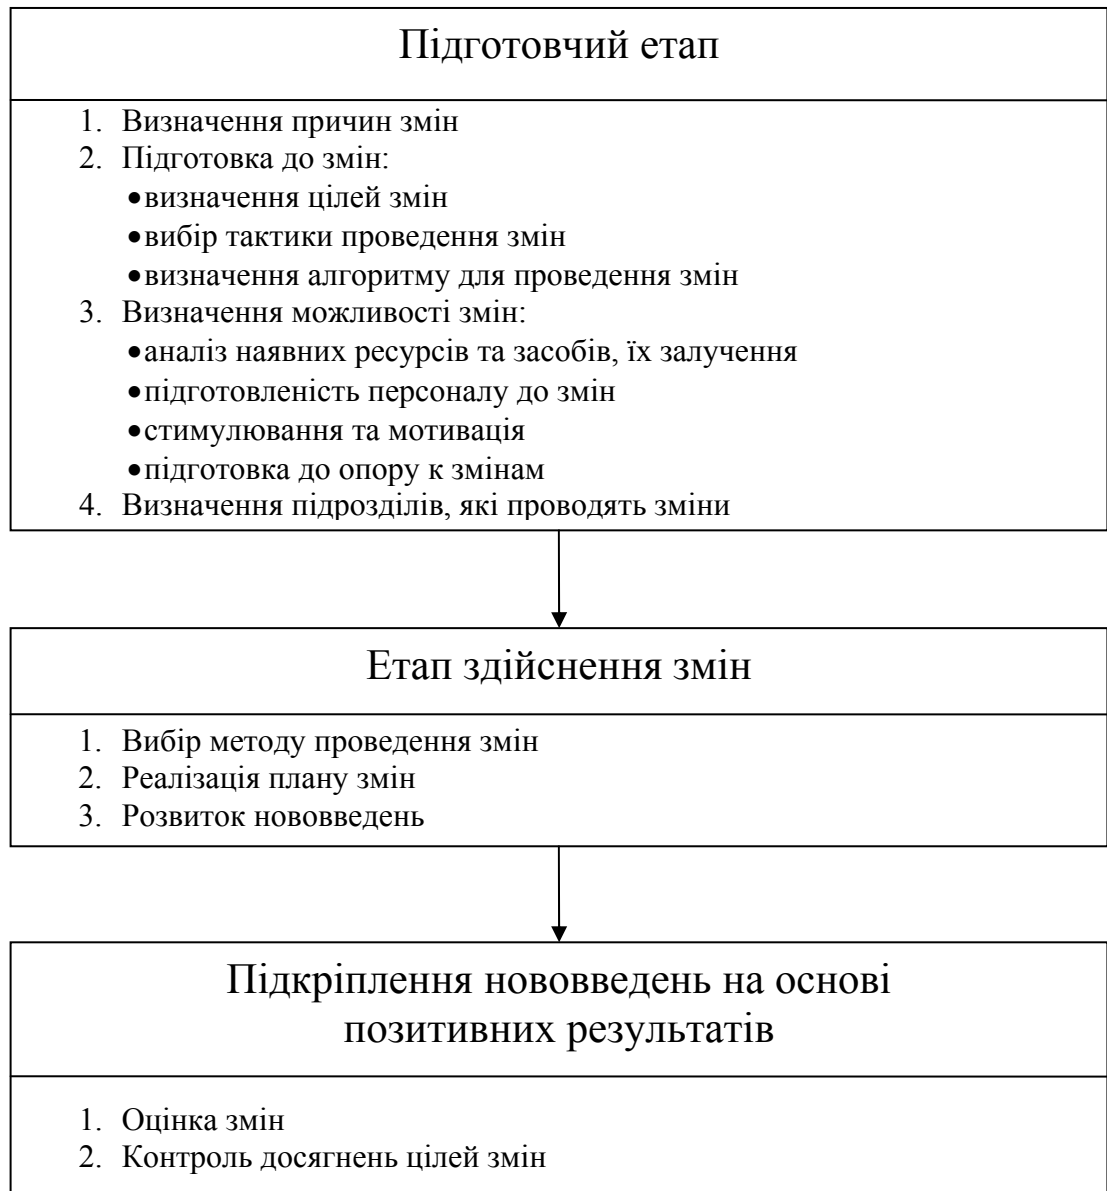 Підготовчий етап
1. Визначення причин змін
2. Підготовка до змін:
•визначення цілей змін
•вибір тактики проведення змін
•визначення алгоритму для проведення змін
3. Визначення можливості змін:
•аналіз наявних ресурсів та засобів, їх залучення
•підготовленість персоналу до змін
•стимулювання та мотивація
•підготовка до опору к змінам
4. Визначення підрозділів, які проводять зміни
Етап здійснення змін
1. Вибір методу проведення змін
2. Реалізація плану змін
3. Розвиток нововведень
Підкріплення нововведень на основі
позитивних результатів
1. Оцінка змін
2. Контроль досягнень цілей змін